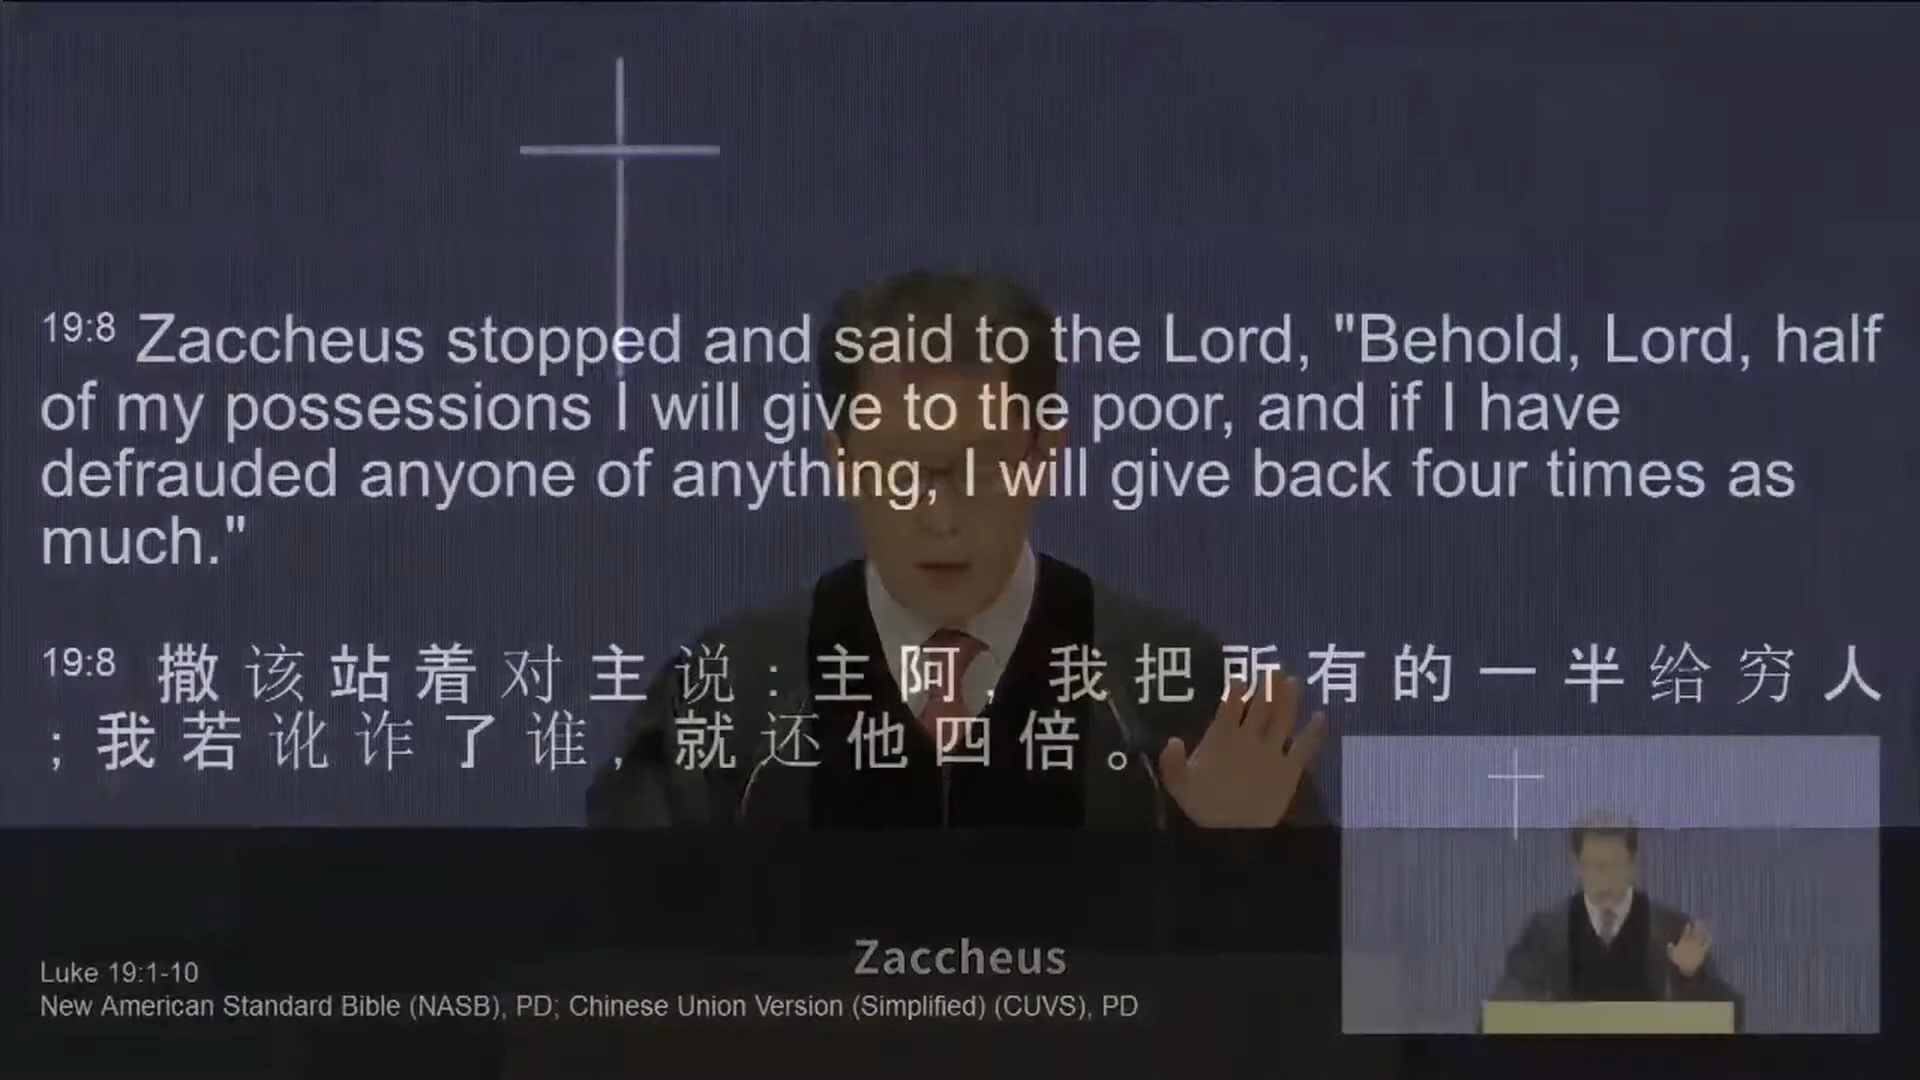 19:8 Zaccheus stopped and said to the Lord, "Behold, Lord, half
of my possessions I will give to the poor, and if I have
defrauded anyone of anything, I will give back four times as
much."
19:8 撒该站着对主说:主阿,我把所有的一半给穷人
;我若讹诈了谁,就还他四倍。
Zaccheus
Luke 19:1-10
New American Standard Bible (NASB), PD; Chinese Union Version (Simplified) (CUVS), PD